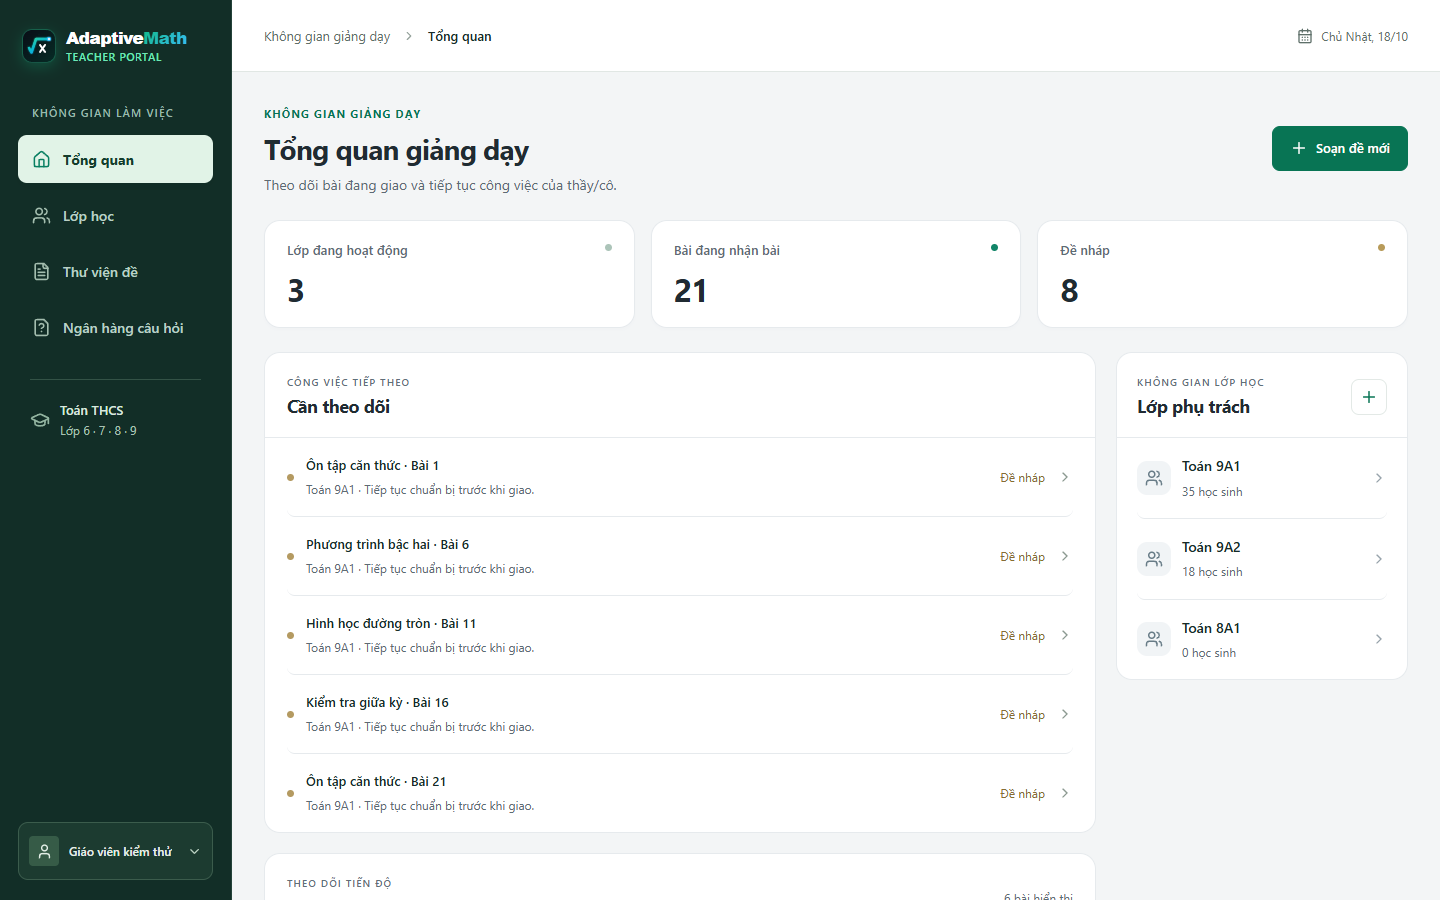 AdaptiveMath
TEACHER PORTAL
KHÔNG GIAN LÀM VIỆC
Tổng quan
Lớp học
Thư viện đề
Ngân hàng câu hỏi
Toán THCS
Lớp 6 · 7 · 8 · 9
Giáo viên kiểm thử
Không gian giảng dạy
Tổng quan
Chủ Nhật, 18/10
KHÔNG GIAN GIẢNG DẠY
Tổng quan giảng dạy
Theo dõi bài đang giao và tiếp tục công việc của thầy/cô.
Soạn đề mới
Lớp đang hoạt động
3
Bài đang nhận bài
21
Đề nháp
8
CÔNG VIỆC TIẾP THEO
Cần theo dõi
Ôn tập căn thức · Bài 1
Toán 9A1 · Tiếp tục chuẩn bị trước khi giao.
Đề nháp
Phương trình bậc hai · Bài 6
Toán 9A1 · Tiếp tục chuẩn bị trước khi giao.
Đề nháp
Hình học đường tròn · Bài 11
Toán 9A1 · Tiếp tục chuẩn bị trước khi giao.
Đề nháp
Kiểm tra giữa kỳ · Bài 16
Toán 9A1 · Tiếp tục chuẩn bị trước khi giao.
Đề nháp
Ôn tập căn thức · Bài 21
Toán 9A1 · Tiếp tục chuẩn bị trước khi giao.
Đề nháp
KHÔNG GIAN LỚP HỌC
Lớp phụ trách
Toán 9A1
35 học sinh
Toán 9A2
18 học sinh
Toán 8A1
0 học sinh
THEO DÕI TIẾN ĐỘ
6 bài hiển thị